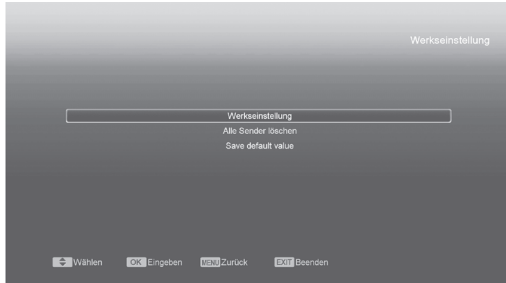 Werkseinstellung
Werkseinstellung
Alle Sender löschen
Save default value
Wählen OK Eingeben MENU Zurück EXIT Beenden